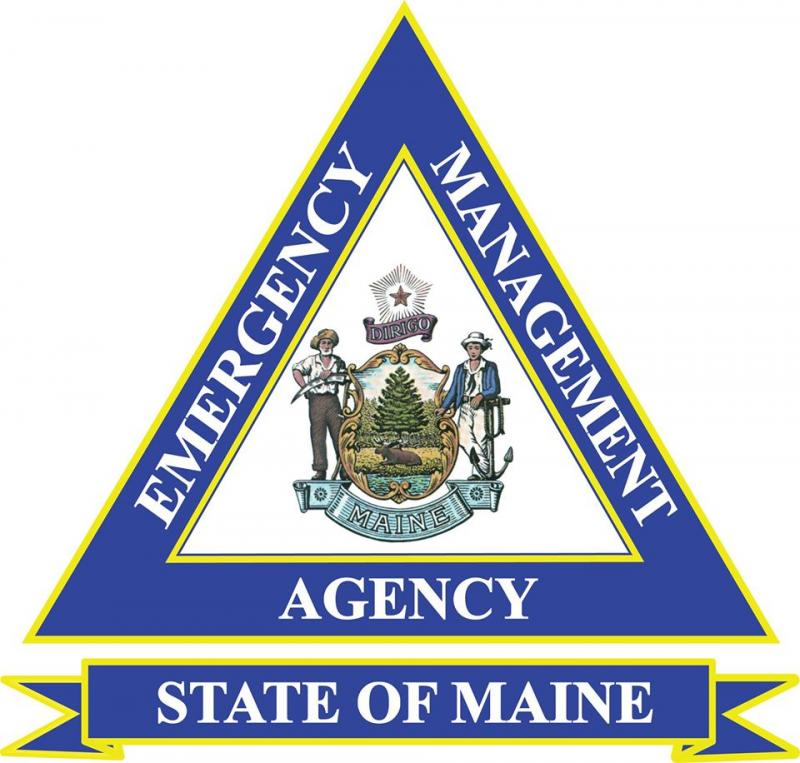 EMERGENCY
MANAGEMENT
DIRIGO
MAINE
AGENCY
STATE OF MAINE